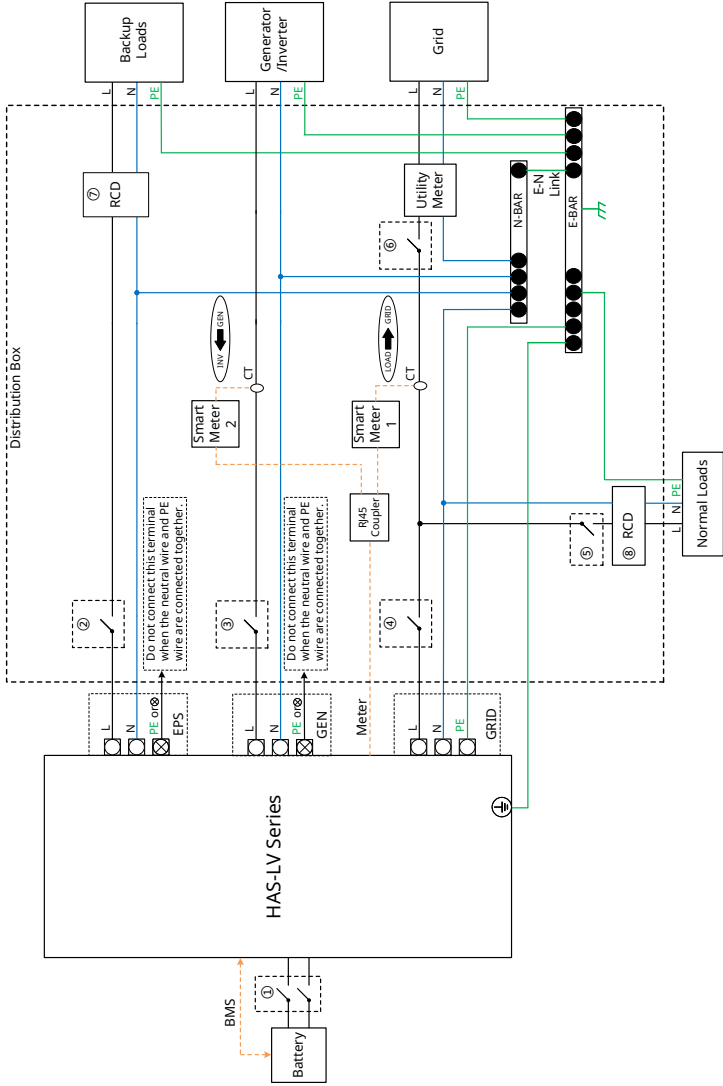 Distribution Box
Backup
Loads
Generator
/Inverter
Grid
L
N
PE
L
N
PE
L
N
PE
⑦
RCD
Utility
Meter
⑥
N-BAR
E-N
Link
E-BAR
INV
GEN
LOAD
GRID
CT
CT
Smart
Meter
2
Smart
Meter
1
RJ45
Coupler
Do not connect this terminal
when the neutral wire and PE
wire are connected together.
Do not connect this terminal
when the neutral wire and PE
wire are connected together.
②
③
④
⑤
⑧
RCD
L
N
PE
Normal Loads
L
N
PE or⊗
EPS
L
N
PE or⊗
GEN
Meter
L
N
PE
GRID
HAS-LV Series
BMS
①
Battery